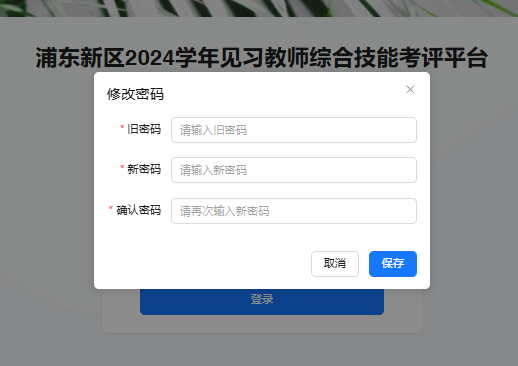 浦东新区2024学年见习教师综合技能考评平台
修改密码
* 旧密码 请输入旧密码
* 新密码 请输入新密码
* 确认密码 请再次输入新密码
取消 保存
登录